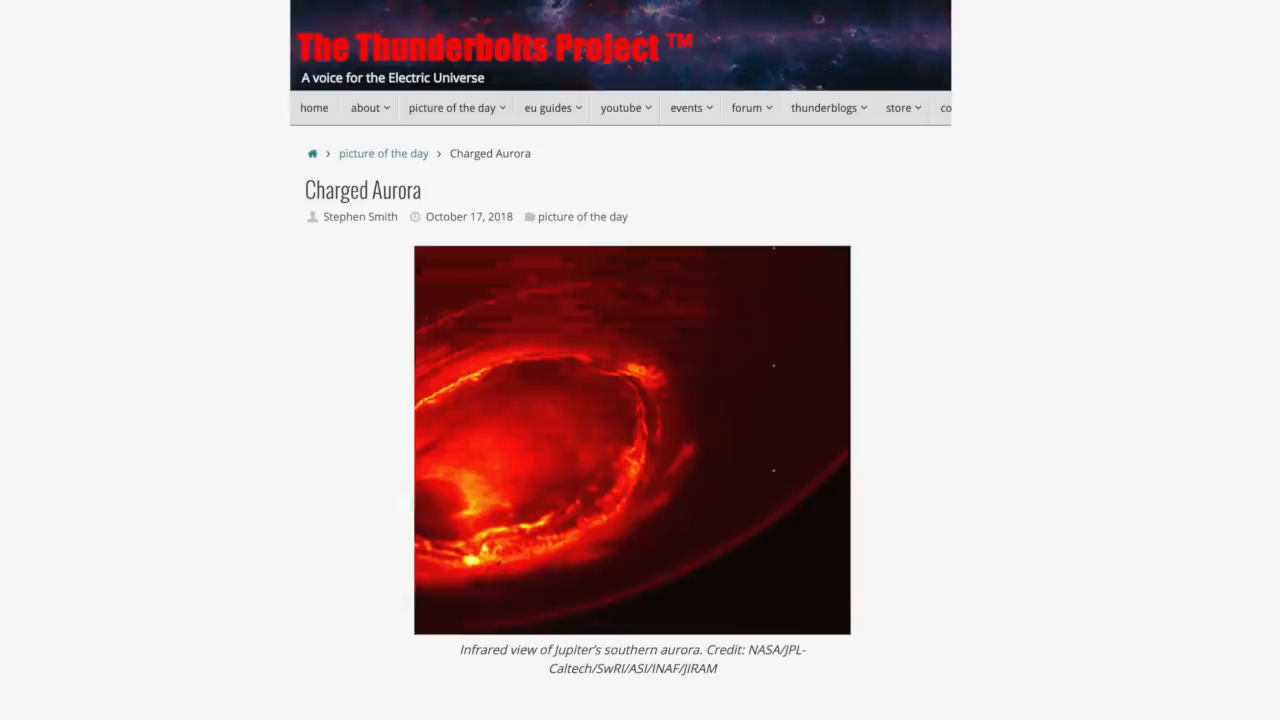 The Thunderbolts Project ™
A voice for the Electric Universe
home about picture of the day eu guides youtube events forum thunderblogs store co
picture of the day Charged Aurora
Charged Aurora
Stephen Smith October 17, 2018 picture of the day
Infrared view of Jupiter's southern aurora. Credit: NASA/JPL-
Caltech/SwRI/ASI/INAF/JIRAM